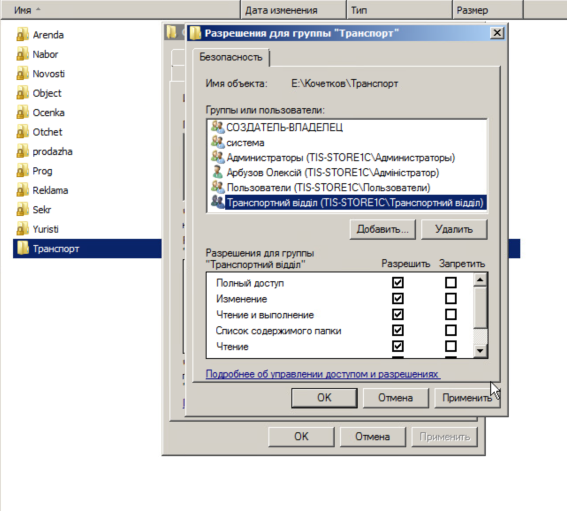 Имя
Дата изменения
Тип
Размер
Arenda
Nabor
Novosti
Object
Ocenka
Otchet
prodazha
Prog
Reklama
Sekr
Yuristi
Транспорт
Разрешения для группы "Транспорт"
Безопасность
Имя объекта: E:\Кочетков\Транспорт
Группы или пользователи:
СОЗДАТЕЛЬ-ВЛАДЕЛЕЦ
система
Администраторы (TIS-STORE1C\Администраторы)
Арбузов Олексій (TIS-STORE1C\Адміністратор)
Пользователи (TIS-STORE1C\Пользователи)
Транспортний відділ (TIS-STORE1C\Транспортний відділ)
Добавить...
Удалить
Разрешения для группы
"Транспортний відділ"
Разрешить
Запретить
Полный доступ
Изменение
Чтение и выполнение
Список содержимого папки
Чтение
Подробнее об управлении доступом и разрешениях
ОК
Отмена
Применить
ОК
Отмена
Применить